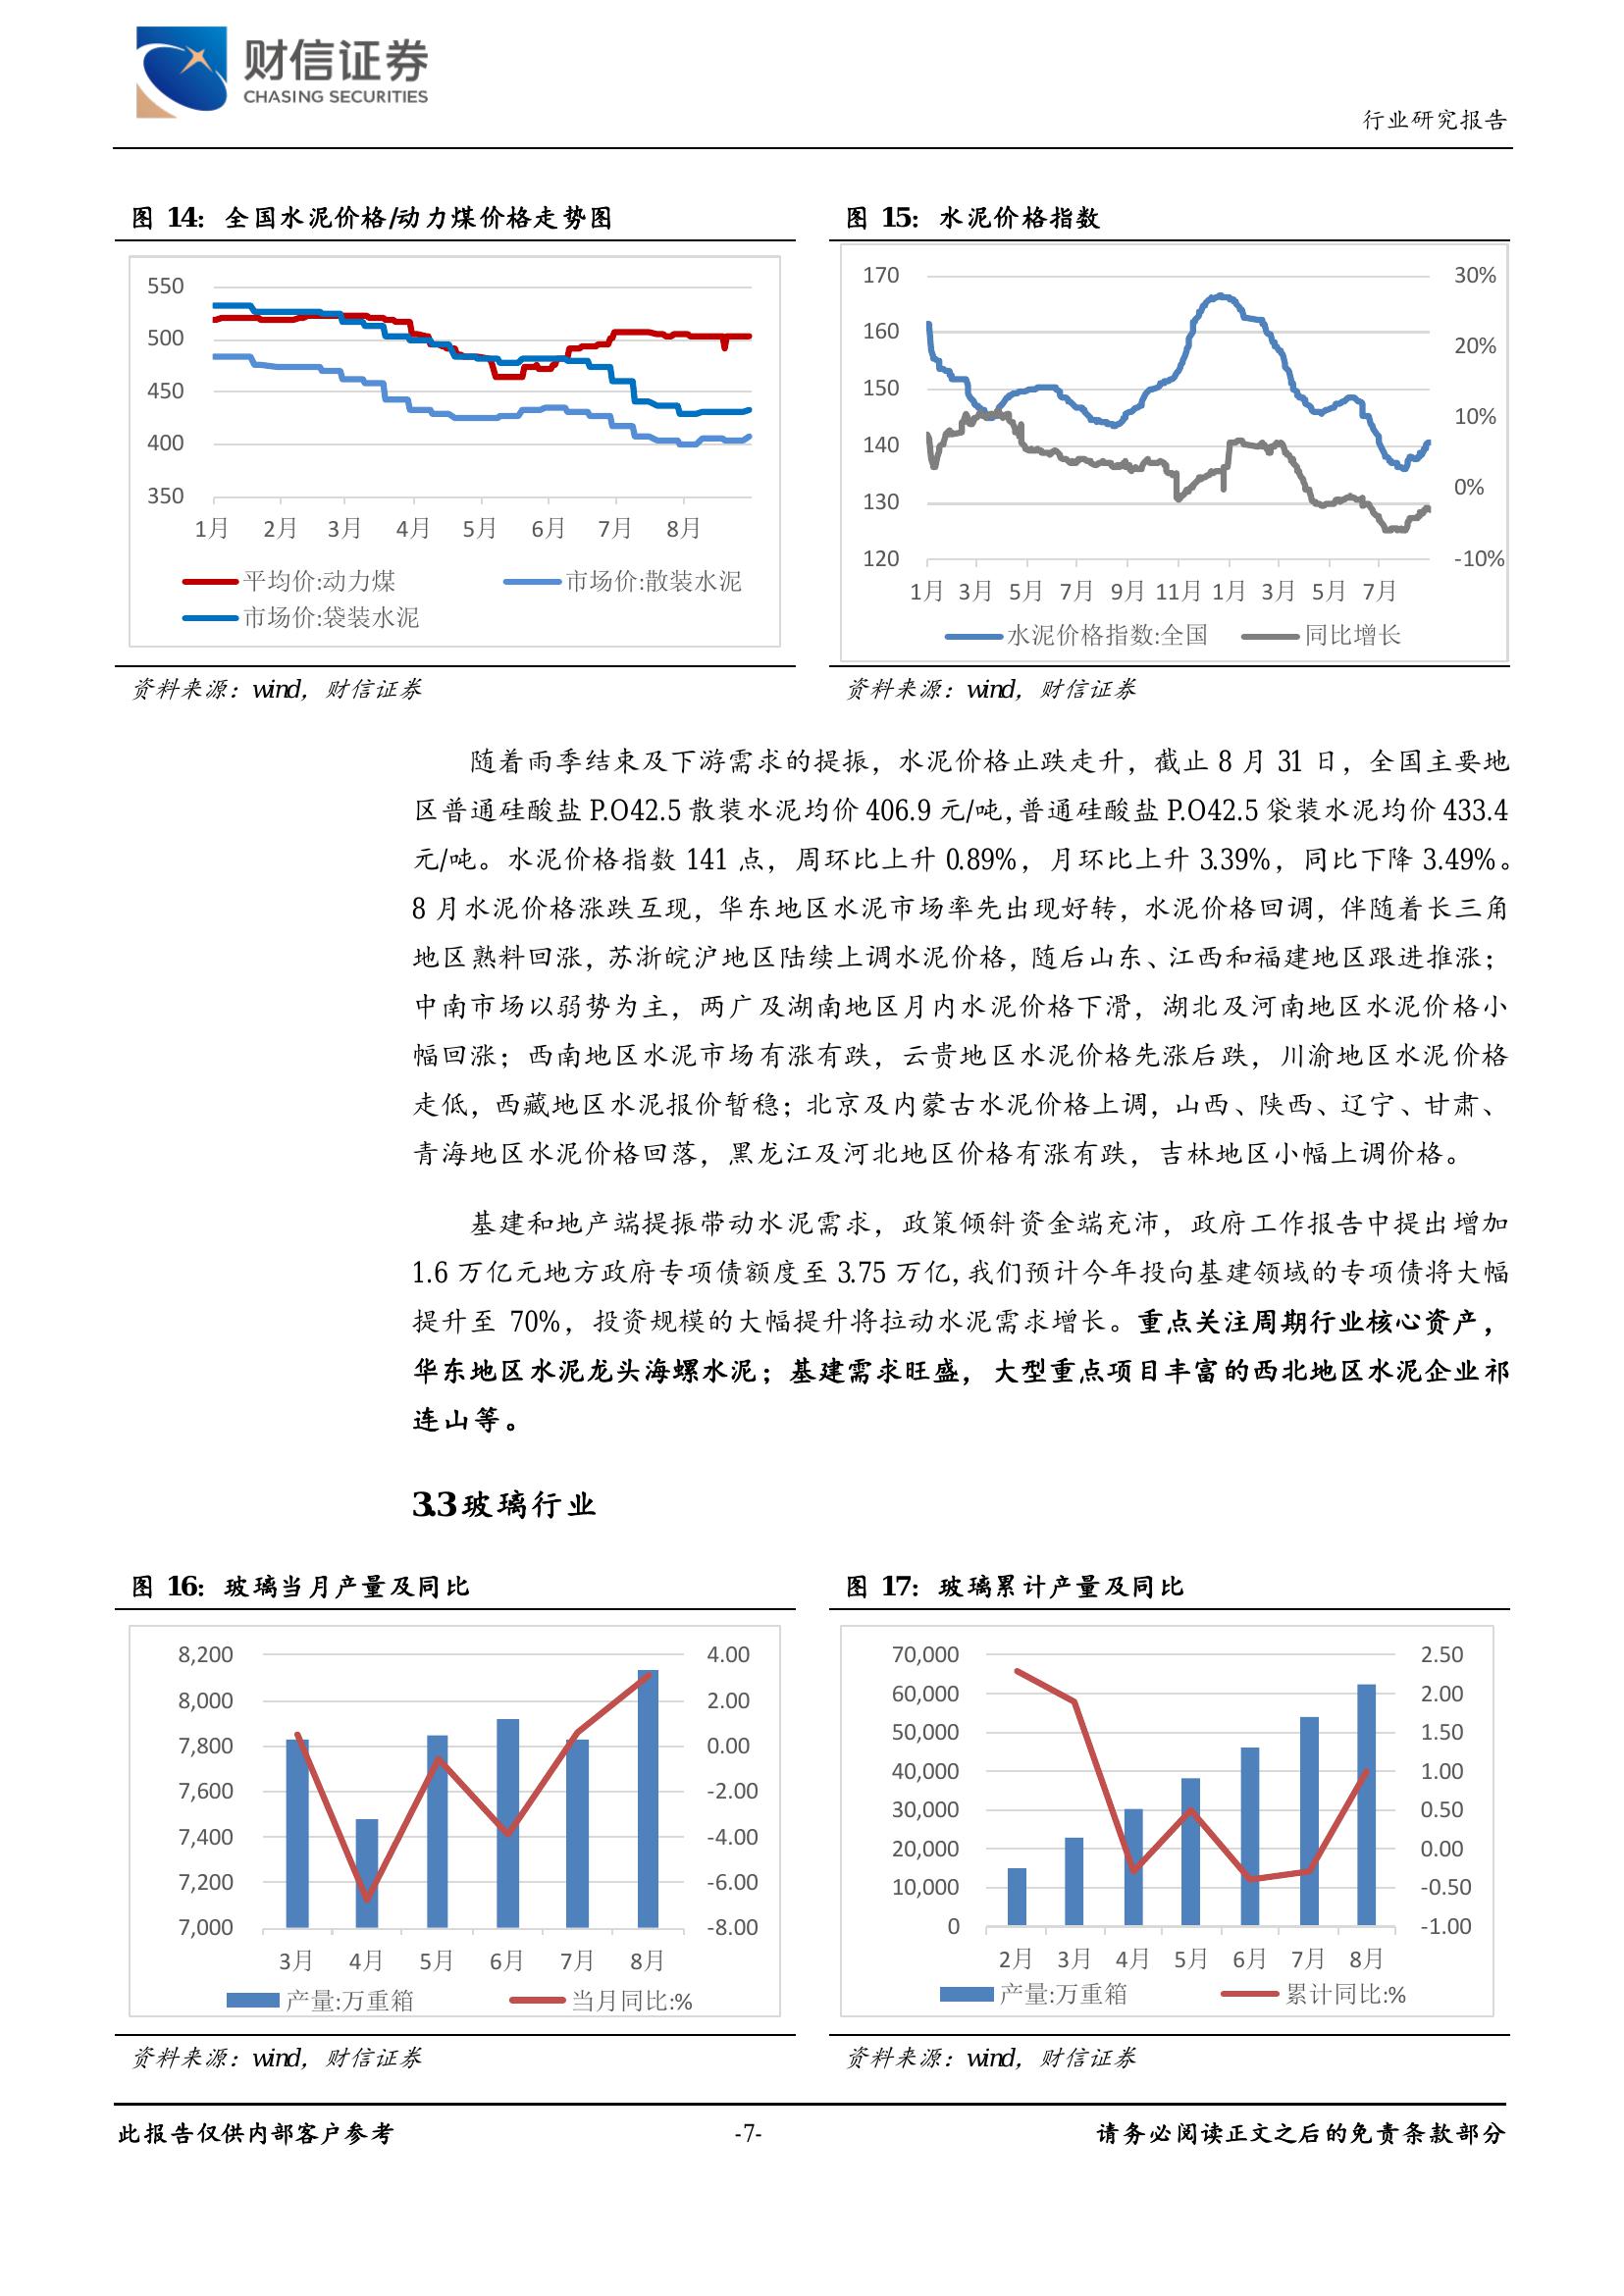 财信证券
CHASING SECURITIES
行业研究报告
图 14：全国水泥价格/动力煤价格走势图
550
500
450
400
350
1月 2月 3月 4月 5月 6月 7月 8月
平均价:动力煤 市场价:散装水泥
市场价:袋装水泥
资料来源：wind，财信证券
图 15：水泥价格指数
170 30%
160 20%
150
140 10%
130 0%
120 -10%
1月 3月 5月 7月 9月 11月 1月 3月 5月 7月
水泥价格指数:全国 同比增长
资料来源：wind，财信证券
随着雨季结束及下游需求的提振，水泥价格止跌走升，截止 8 月 31 日，全国主要地
区普通硅酸盐 P.O42.5 散装水泥均价 406.9 元/吨，普通硅酸盐 P.O42.5 袋装水泥均价 433.4
元/吨。水泥价格指数 141 点，周环比上升 0.89%，月环比上升 3.39%，同比下降 3.49%。
8 月水泥价格涨跌互现，华东地区水泥市场率先出现好转，水泥价格回调，伴随着长三角
地区熟料回涨，苏浙皖沪地区陆续上调水泥价格，随后山东、江西和福建地区跟进推涨；
中南市场以弱势为主，两广及湖南地区月内水泥价格下滑，湖北及河南地区水泥价格小
幅回涨；西南地区水泥市场有涨有跌，云贵地区水泥价格先涨后跌，川渝地区水泥价格
走低，西藏地区水泥报价暂稳；北京及内蒙古水泥价格上调，山西、陕西、辽宁、甘肃、
青海地区水泥价格回落，黑龙江及河北地区价格有涨有跌，吉林地区小幅上调价格。
基建和地产端提振带动水泥需求，政策倾斜资金端充沛，政府工作报告中提出增加
1.6 万亿元地方政府专项债额度至 3.75 万亿，我们预计今年投向基建领域的专项债将大幅
提升至 70%，投资规模的大幅提升将拉动水泥需求增长。重点关注周期行业核心资产，
华东地区水泥龙头海螺水泥；基建需求旺盛，大型重点项目丰富的西北地区水泥企业祁
连山等。
3.3 玻璃行业
图 16：玻璃当月产量及同比
8,200 4.00
8,000 2.00
7,800 0.00
7,600 -2.00
7,400 -4.00
7,200 -6.00
7,000 -8.00
3月 4月 5月 6月 7月 8月
产量:万重箱 当月同比:%
资料来源：wind，财信证券
图 17：玻璃累计产量及同比
70,000 2.50
60,000 2.00
50,000 1.50
40,000 1.00
30,000 0.50
20,000 0.00
10,000 -0.50
0 -1.00
2月 3月 4月 5月 6月 7月 8月
产量:万重箱 累计同比:%
资料来源：wind，财信证券
此报告仅供内部客户参考 -7- 请务必阅读正文之后的免责条款部分